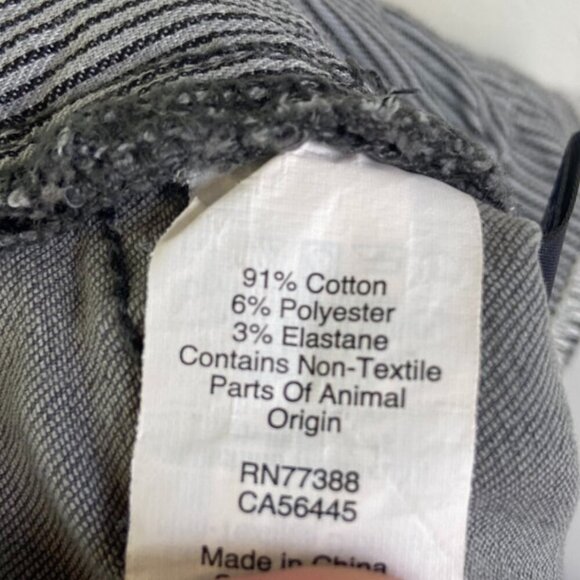 91% Cotton
6% Polyester
3% Elastane
Contains Non-Textile
Parts Of Animal
Origin
RN77388
CA56445
Made in China